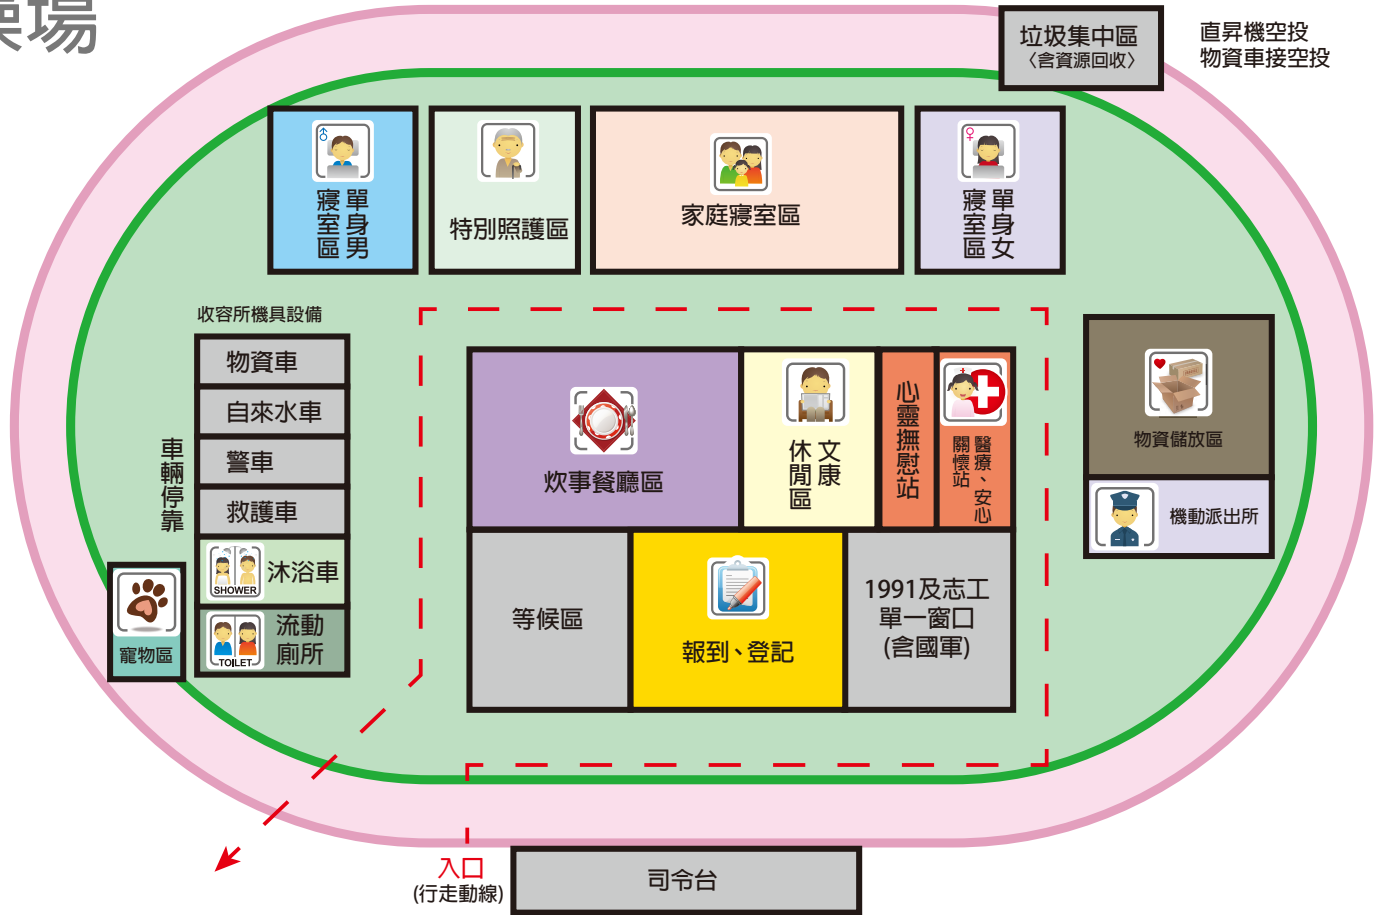 操場
垃圾集中區
〈含資源回收〉
直昇機空投
物資車接空投
單身男
寢室區
特別照護區
家庭寢室區
單身女
寢室區
收容所機具設備
物資車
自來水車
警車
救護車
車輛停靠
SHOWER
沐浴車
TOILET
流動
廁所
寵物區
炊事餐廳區
文康
休閒區
心靈撫慰站
醫療、安心
關懷站
物資儲放區
機動派出所
等候區
報到、登記
1991及志工
單一窗口
(含國軍)
入口
(行走動線)
司令台